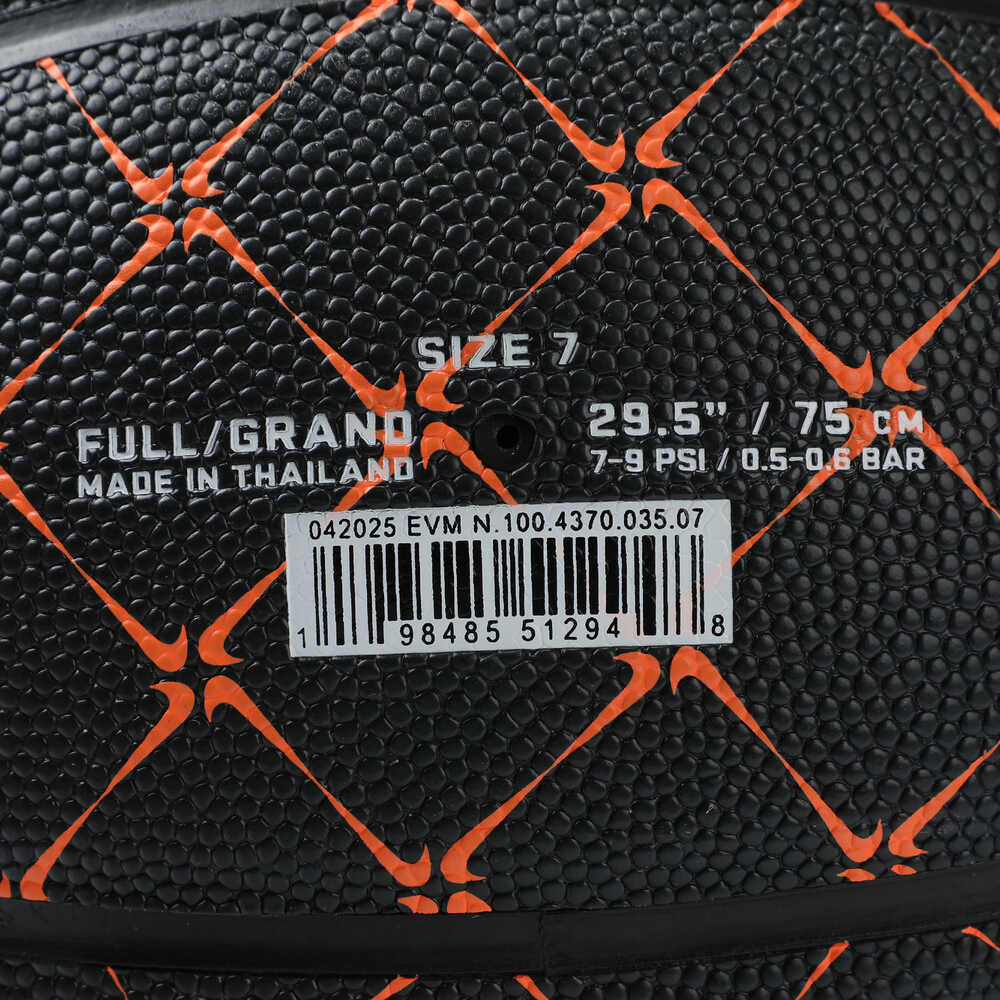 SIZE 7
FULL/GRAND
MADE IN THAILAND
29.5” / 75 CM
7-9 PSI / 0.5-0.6 BAR
042025 EVM N.100.4370.035.07
1 98485 51294 8